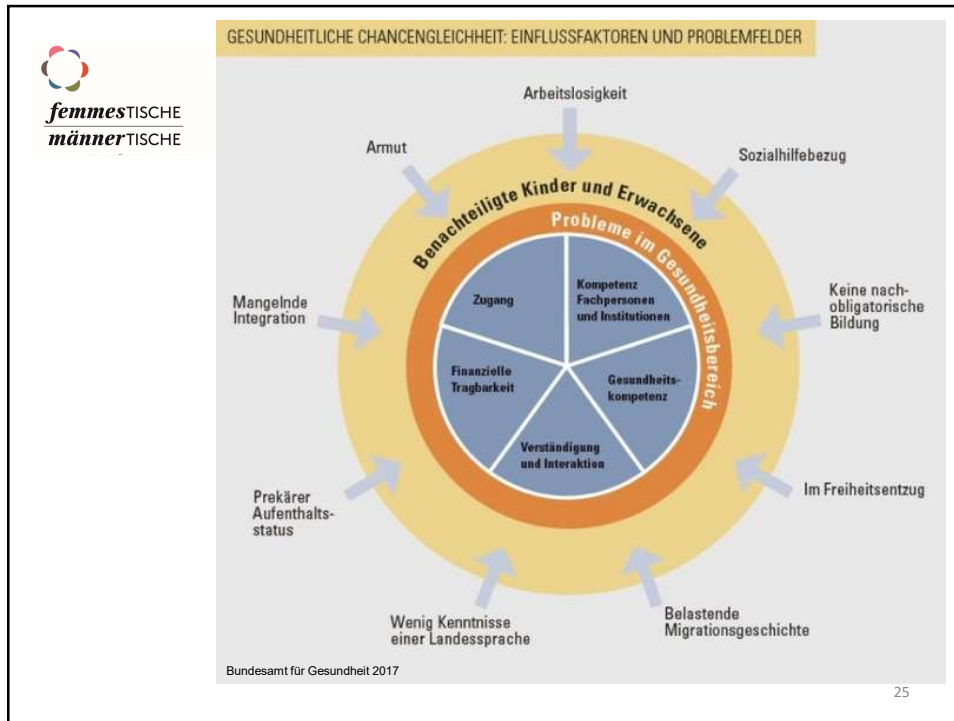 GESUNDHEITLICHE CHANCENGLEICHHEIT: EINFLUSSFAKTOREN UND PROBLEMFELDER
femmesTISCHE
männerTISCHE
Arbeitslosigkeit
Armut
Sozialhilfebezug
Benachteiligte Kinder und Erwachsene
Probleme im Gesundheitsbereich
Zugang
Kompetenz
Fachpersonen
und Institutionen
Mangelnde
Integration
Keine nach-
obligatorische
Bildung
Finanzielle
Tragbarkeit
Gesundheits-
kompetenz
Verständigung
und Interaktion
Prekärer
Aufenthalts-
status
Im Freiheitsentzug
Wenig Kenntnisse
einer Landessprache
Belastende
Migrationsgeschichte
Bundesamt für Gesundheit 2017
25